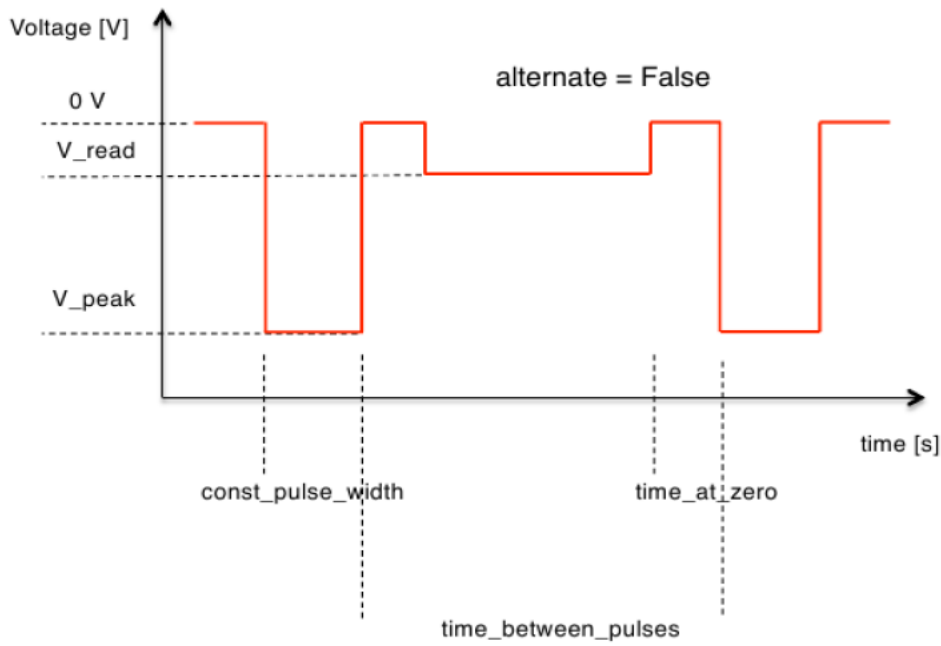 Voltage [V]
alternate = False
0 V
V_read
V_peak
time [s]
const_pulse_width
time_at_zero
time_between_pulses